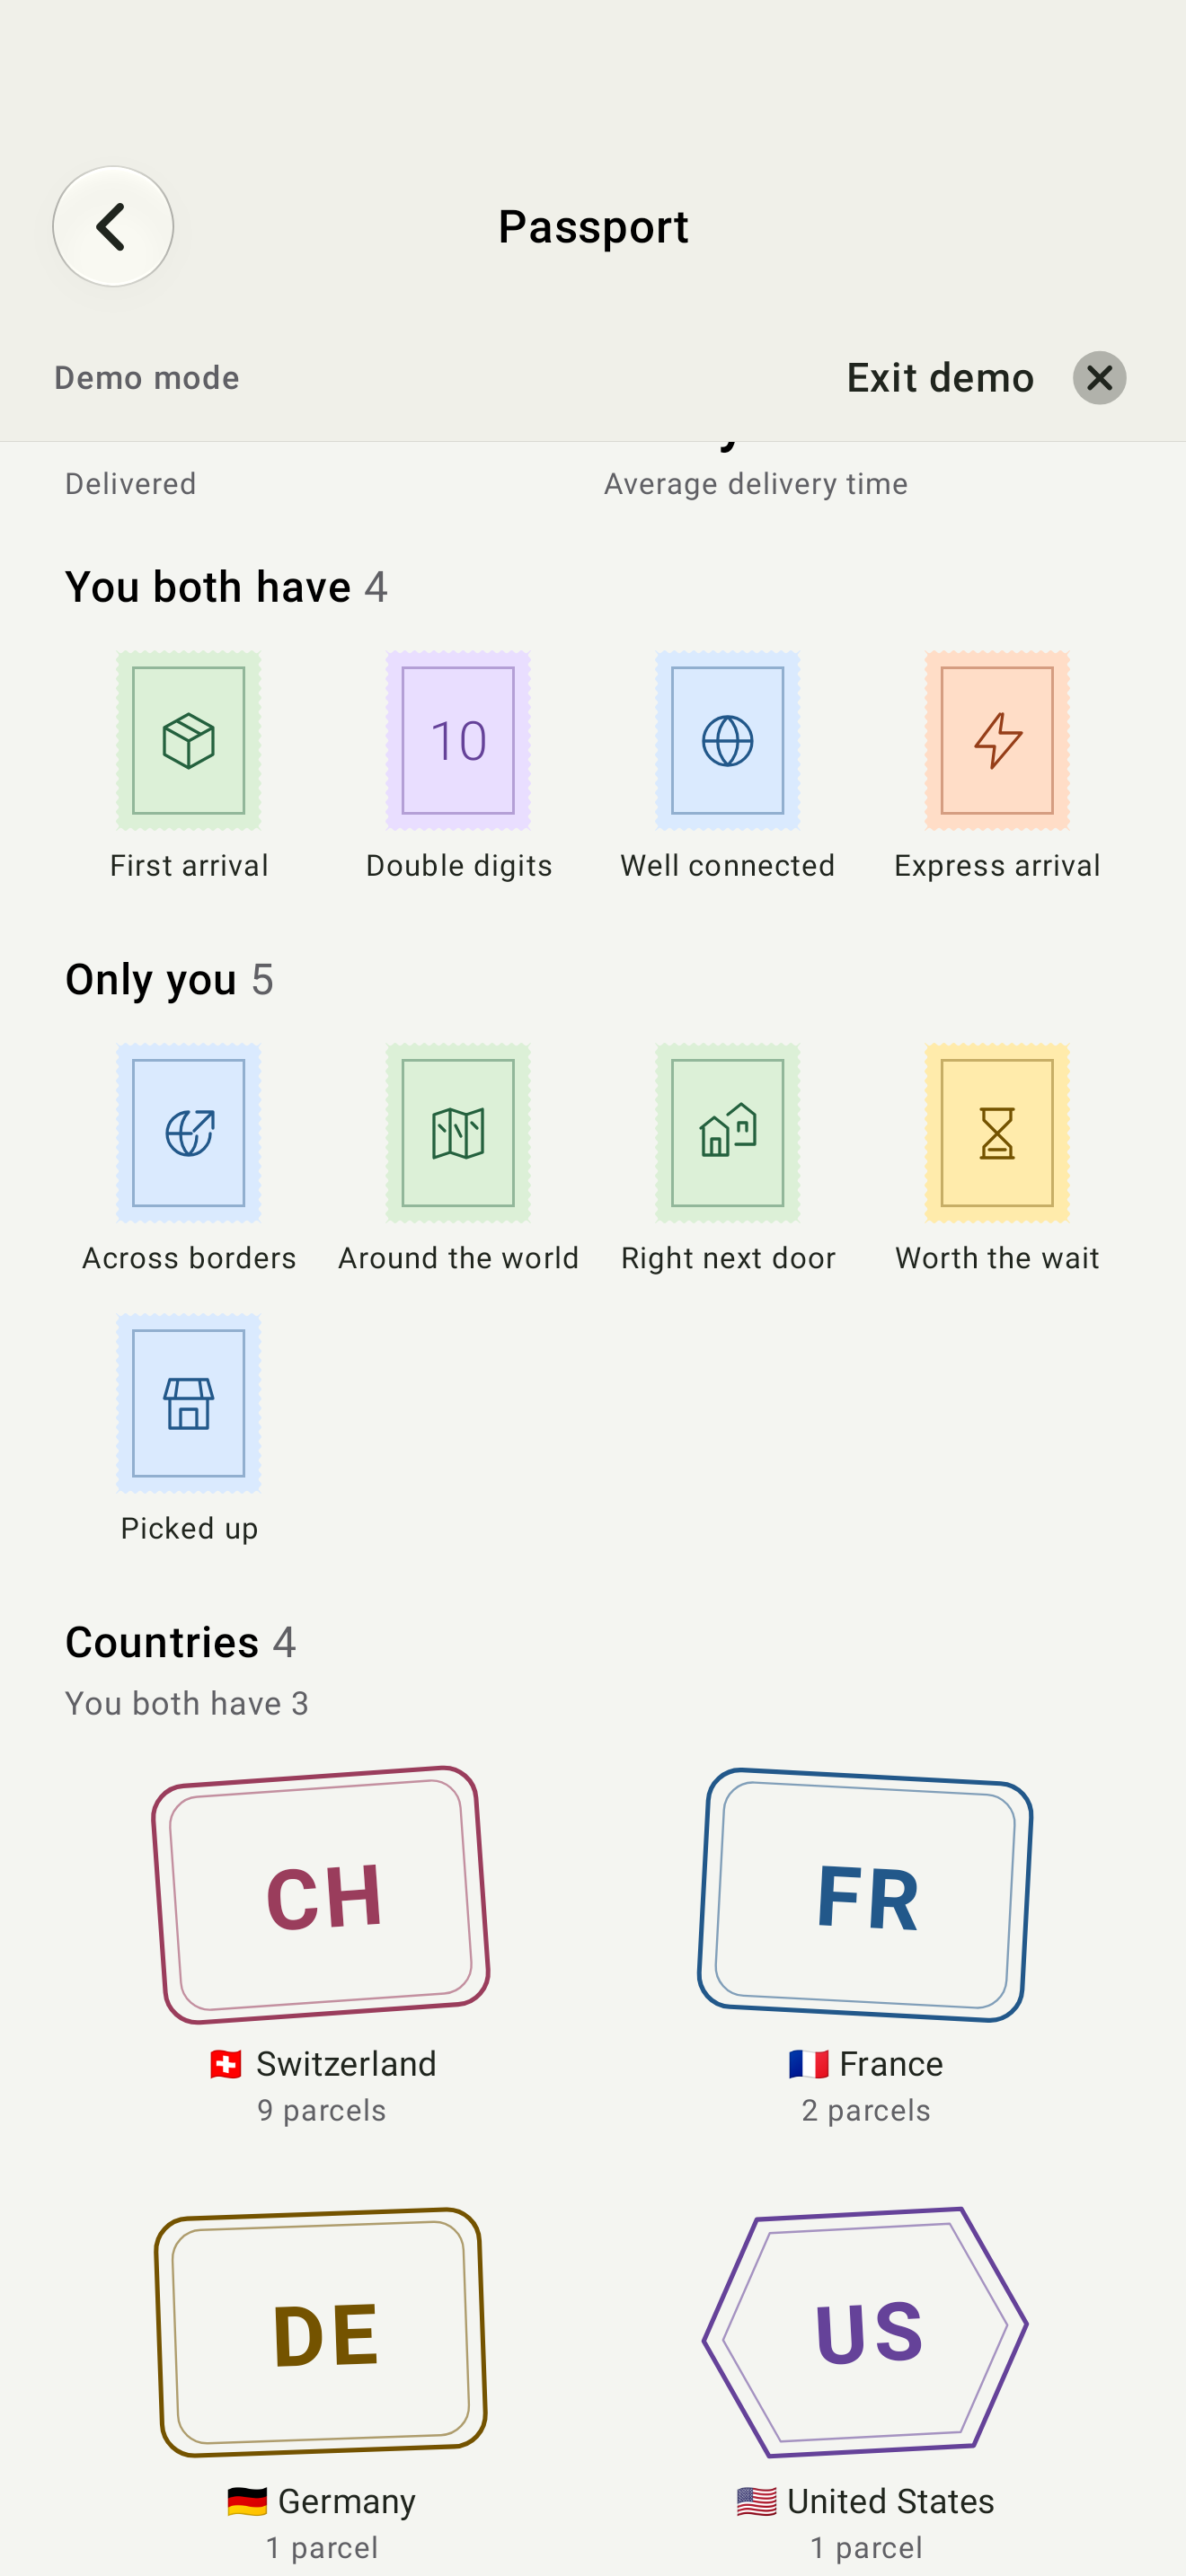 Passport
Demo mode
Exit demo
Delivered
Average delivery time
You both have 4
10
First arrival
Double digits
Well connected
Express arrival
Only you 5
Across borders
Around the world
Right next door
Worth the wait
Picked up
Countries 4
You both have 3
CH
FR
🇨🇭 Switzerland
🇫🇷 France
9 parcels
2 parcels
DE
US
🇩🇪 Germany
🇺🇸 United States
1 parcel
1 parcel